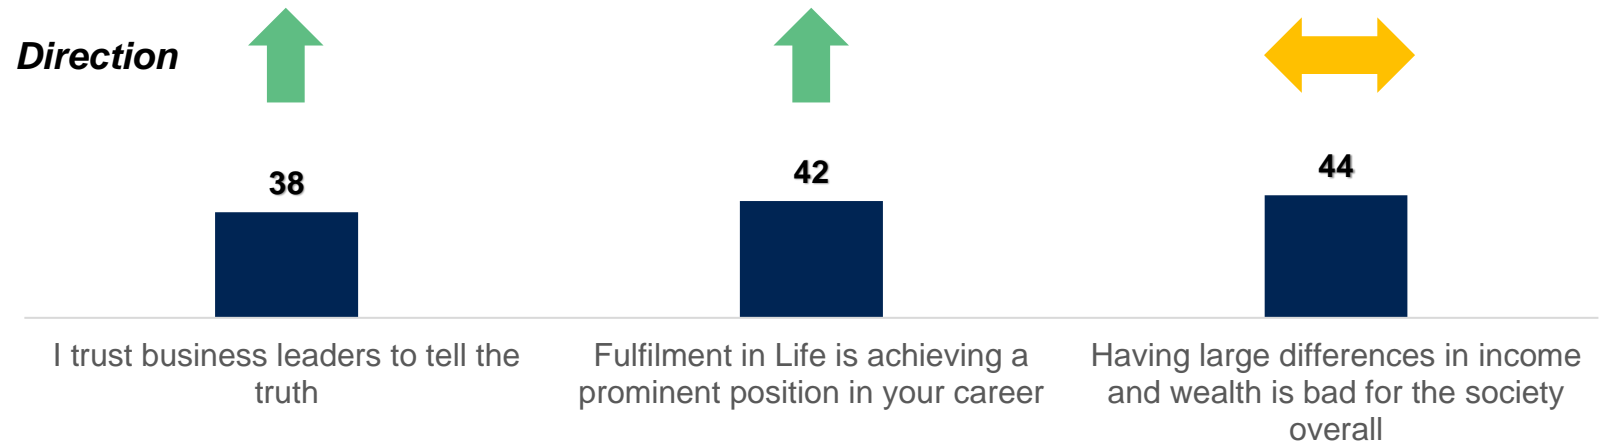 Direction
38
42
44
I trust business leaders to tell the
truth
Fulfilment in Life is achieving a
prominent position in your career
Having large differences in income
and wealth is bad for the society
overall